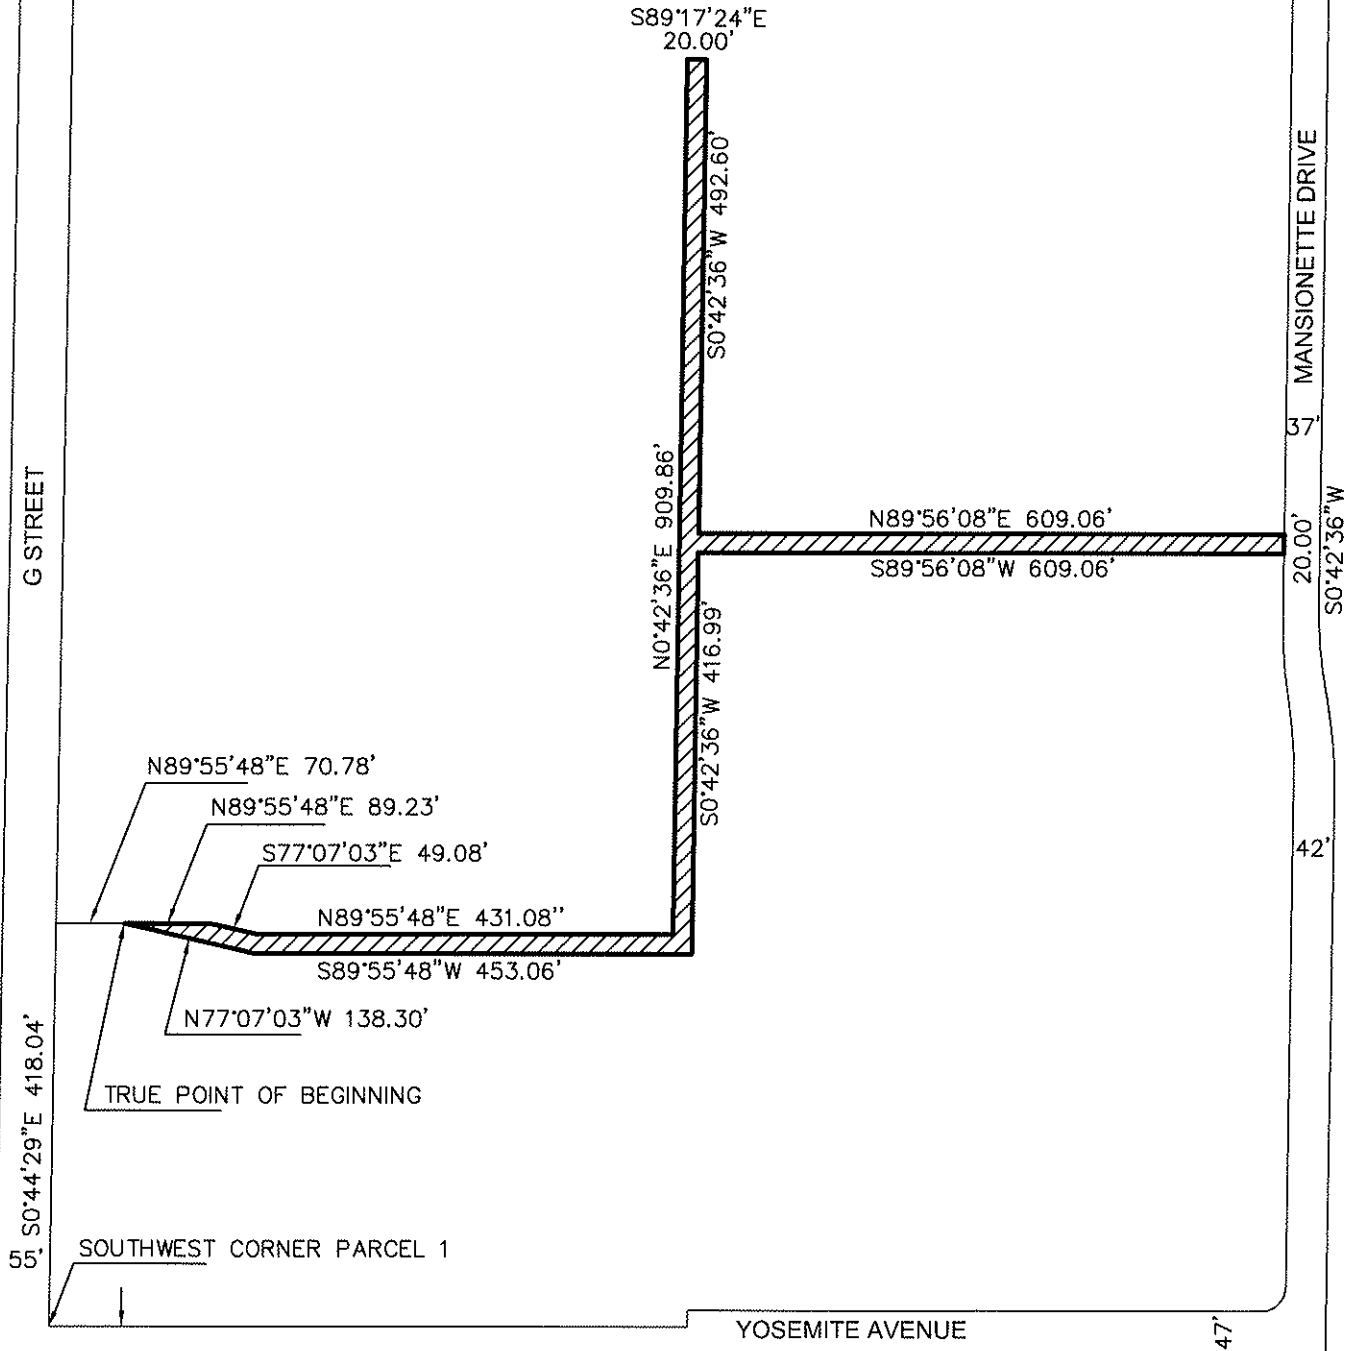 S89°17'24"E
20.00'
S0°42'36"W 492.60'
MANSIONETTE DRIVE
37'
G STREET
N0°42'36"E 909.86'
N89°56'08"E 609.06'
S89°56'08"W 609.06'
20.00'
S0°42'36"W
S0°42'36"W 416.99'
N89°55'48"E 70.78'
N89°55'48"E 89.23'
S77°07'03"E 49.08'
42'
N89°55'48"E 431.08"
S89°55'48"W 453.06'
N77°07'03"W 138.30'
TRUE POINT OF BEGINNING
S0°44'29"E 418.04'
SOUTHWEST CORNER PARCEL 1
55'
YOSEMITE AVENUE
47'